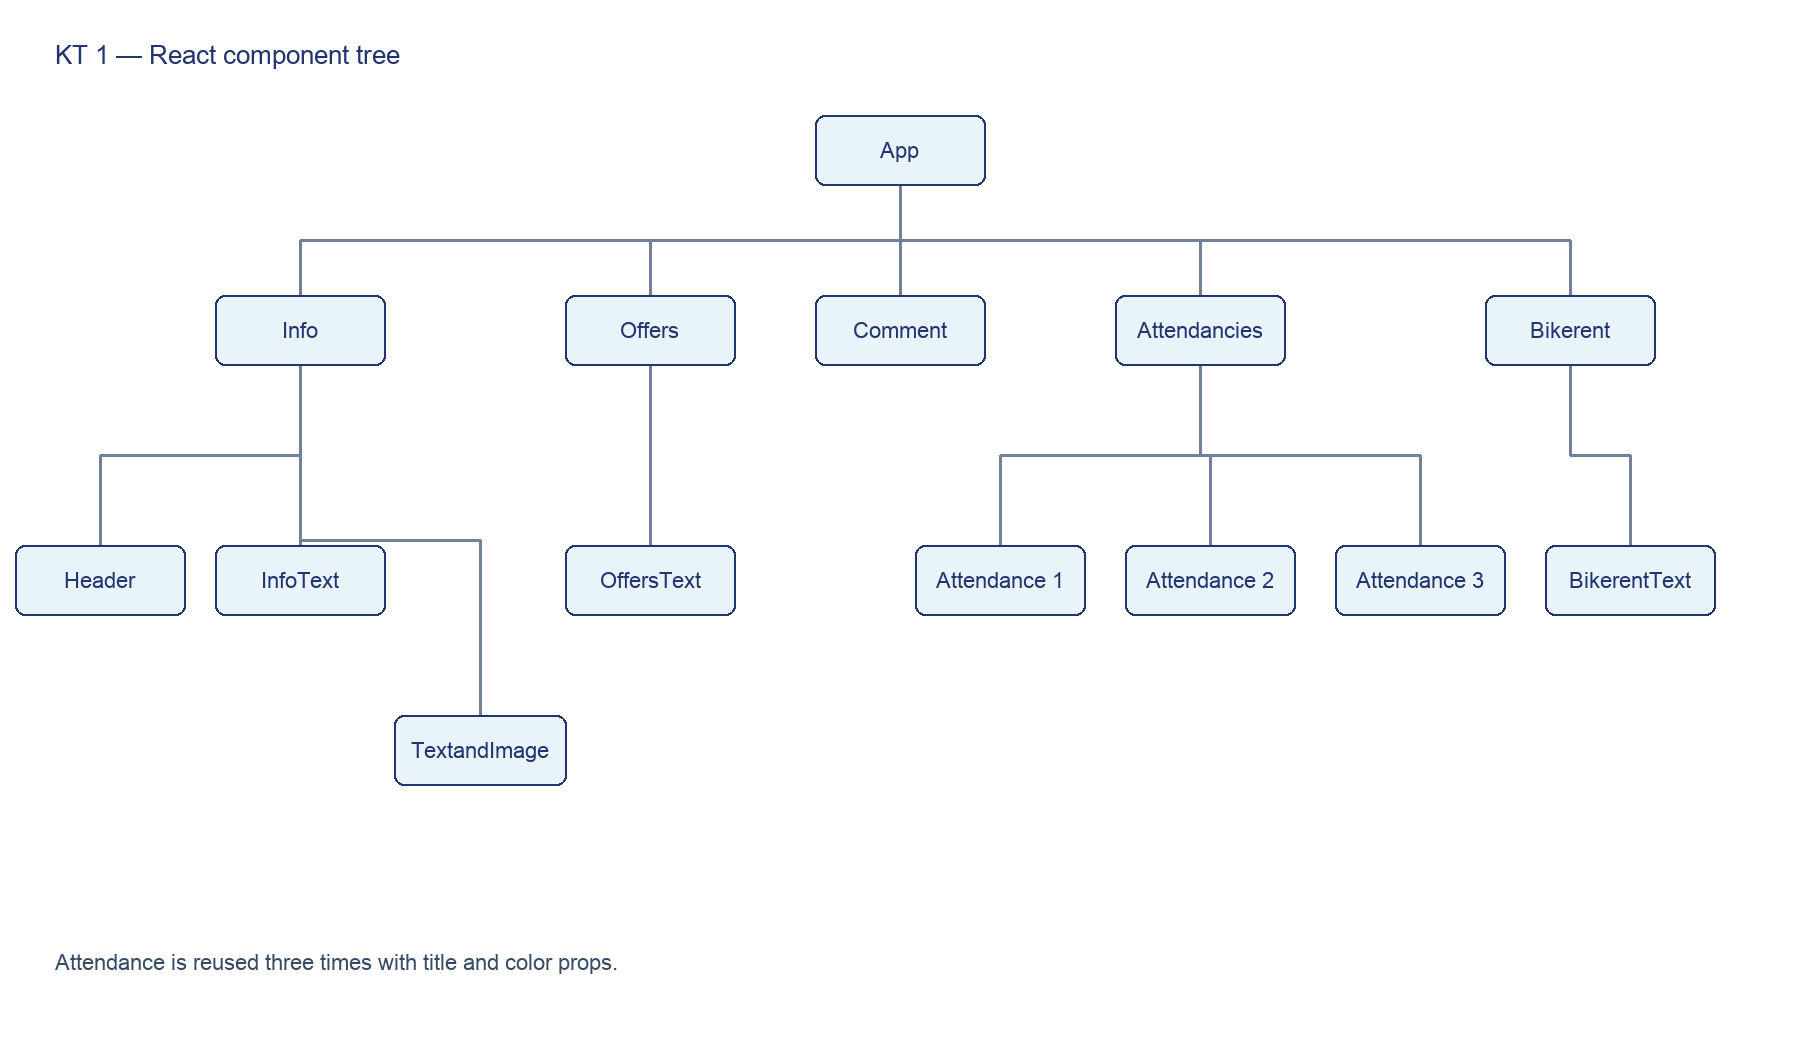 KT 1 — React component tree
App
Info
Offers
Comment
Attendancies
Bikerent
Header
InfoText
OffersText
Attendance 1
Attendance 2
Attendance 3
BikerentText
TextandImage
Attendance is reused three times with title and color props.